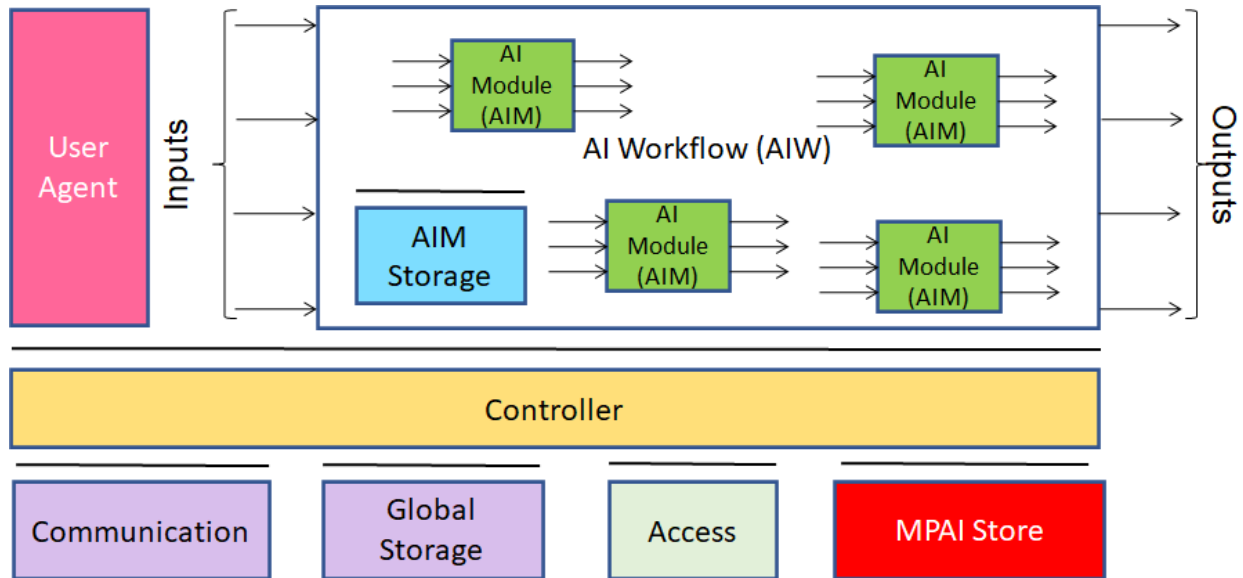 User
Agent
Inputs
AI
Module
(AIM)
AI
Module
(AIM)
AI Workflow (AIW)
AIM
Storage
AI
Module
(AIM)
AI
Module
(AIM)
Outputs
Controller
Communication
Global
Storage
Access
MPAI Store